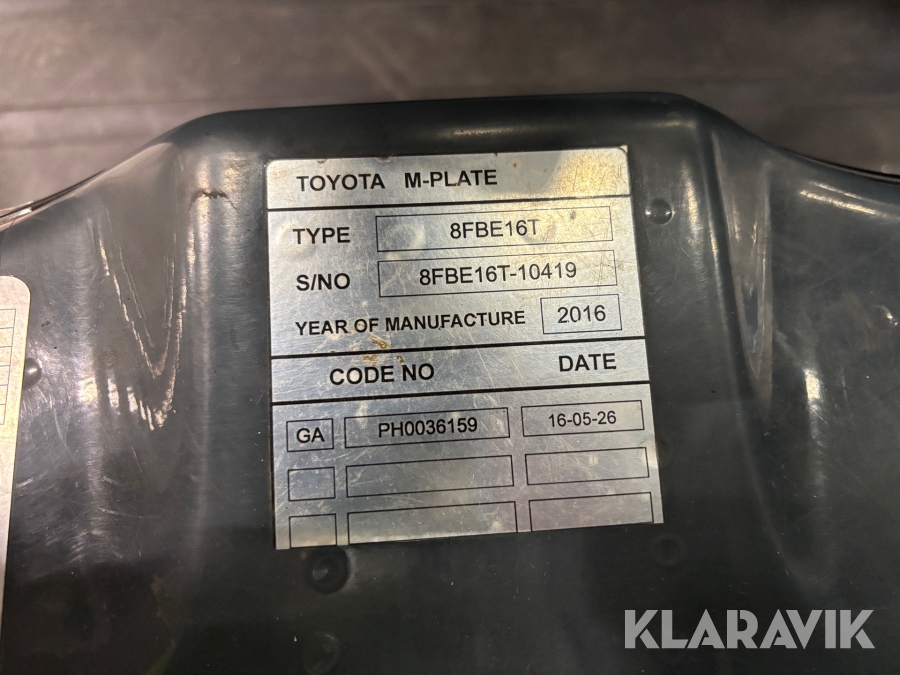 TOYOTA M-PLATE
TYPE 8FBE16T
S/NO 8FBE16T-10419
YEAR OF MANUFACTURE 2016
CODE NO DATE
GA PH0036159 16-05-26
KLARAVIK